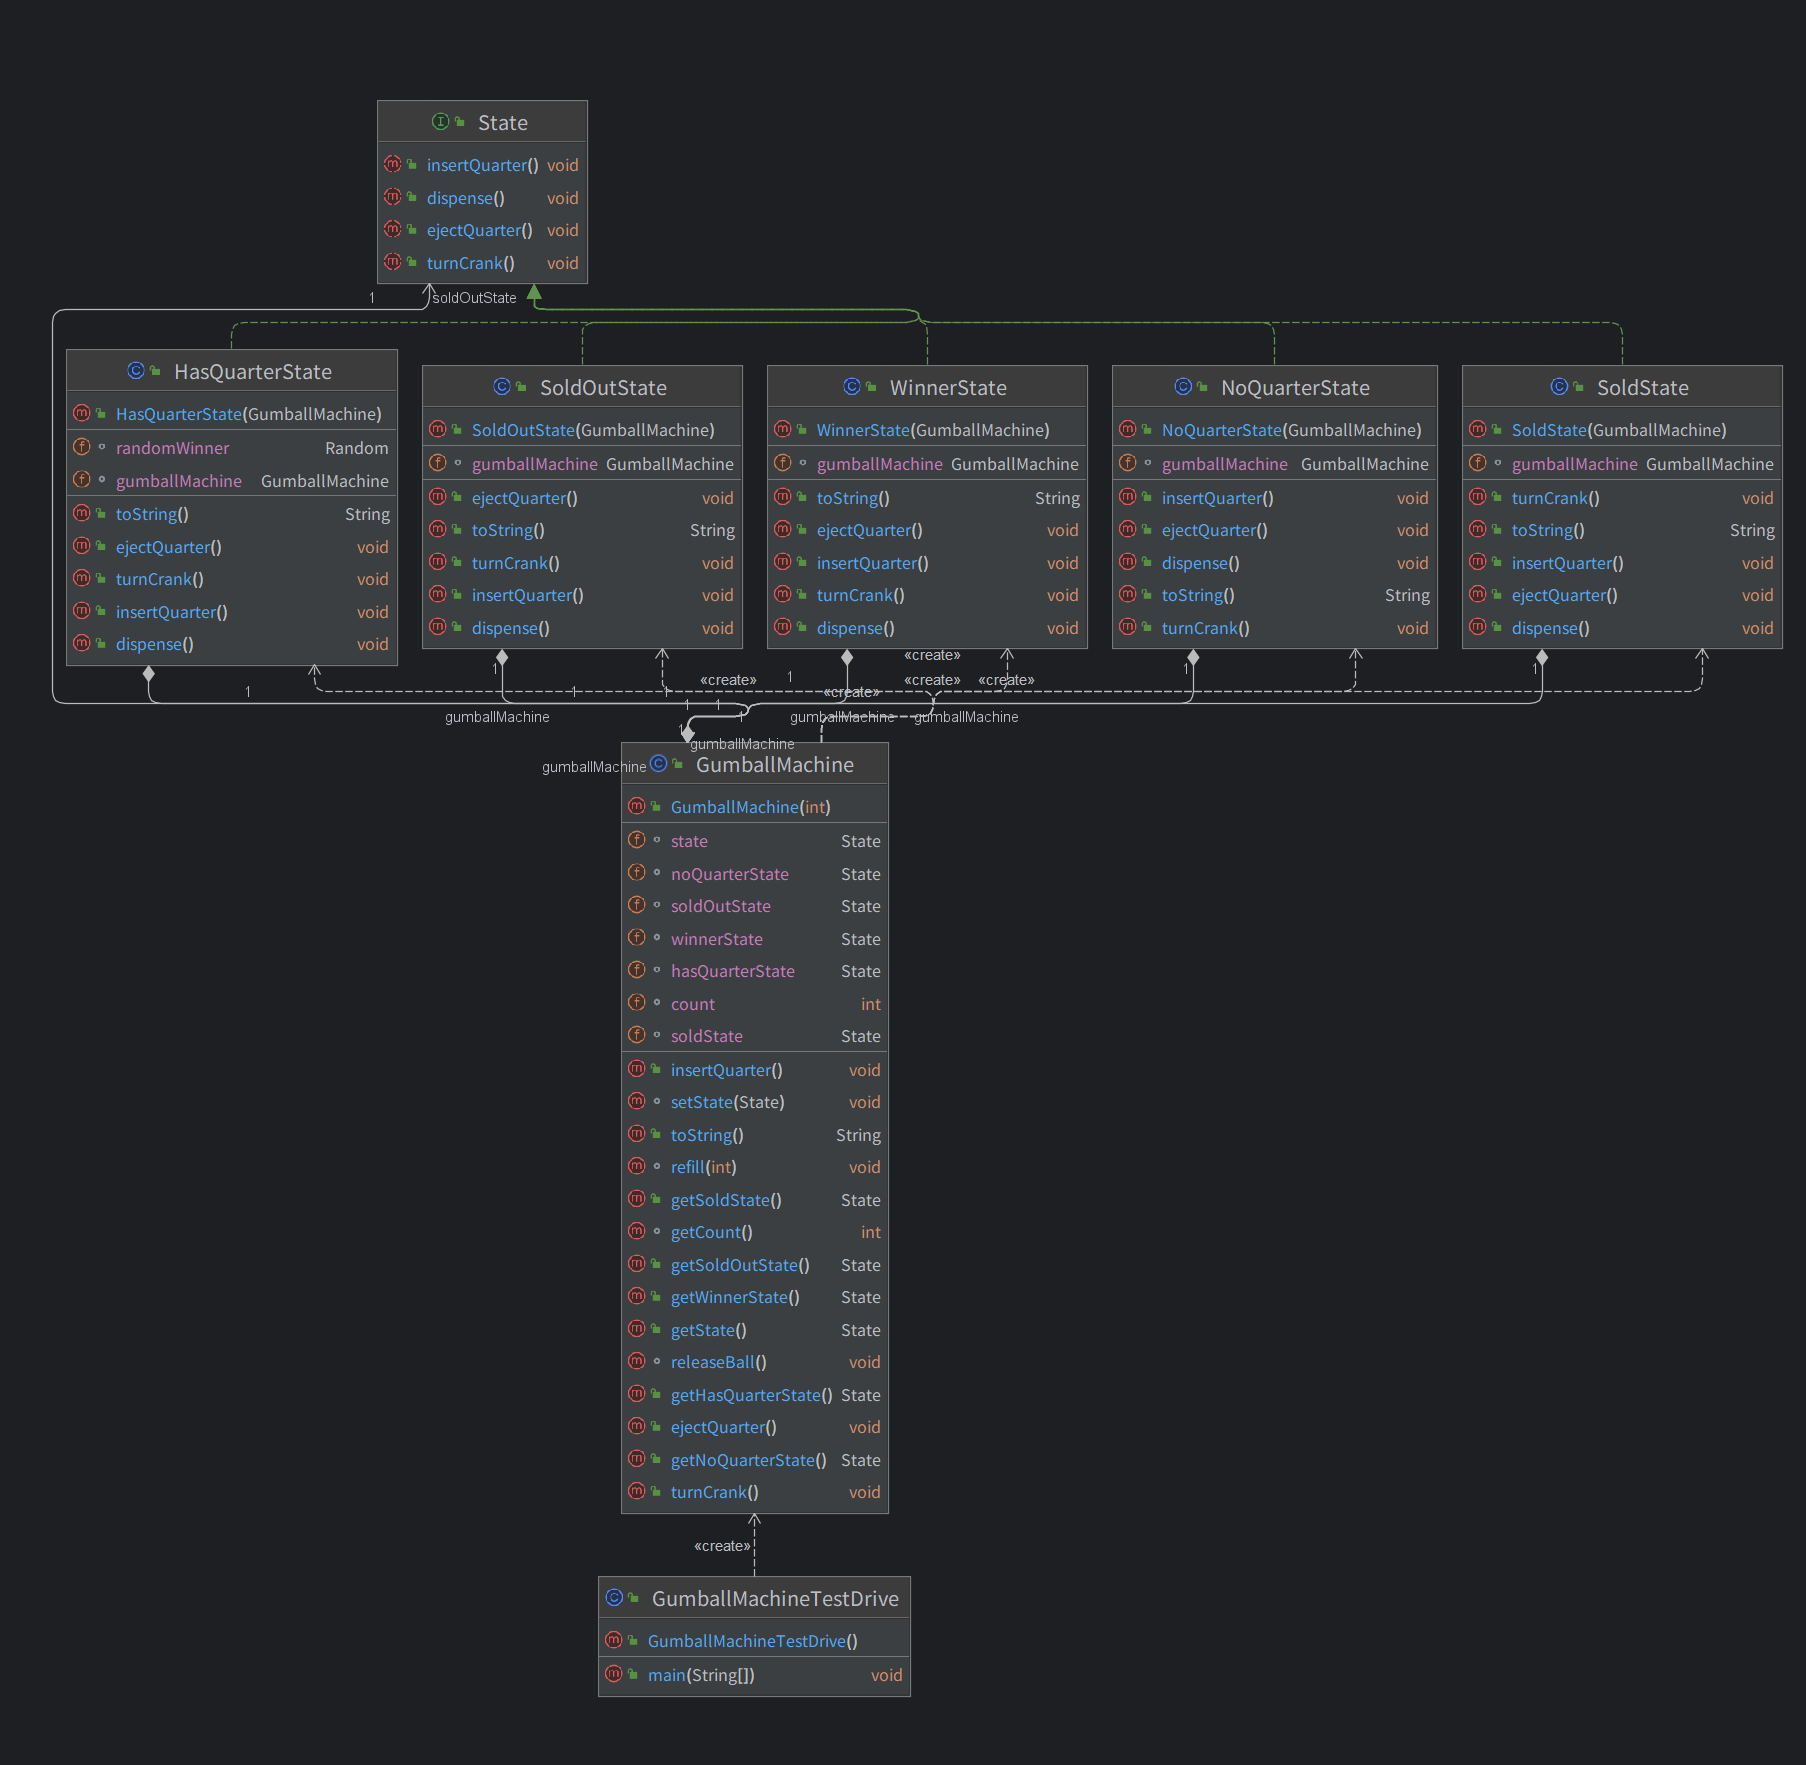 State
insertQuarter() void
dispense() void
ejectQuarter() void
turnCrank() void
1
soldOutState
HasQuarterState
HasQuarterState(GumballMachine)
randomWinner Random
gumballMachine GumballMachine
toString() String
ejectQuarter() void
turnCrank() void
insertQuarter() void
dispense() void
SoldOutState
SoldOutState(GumballMachine)
gumballMachine GumballMachine
ejectQuarter() void
toString() String
turnCrank() void
insertQuarter() void
dispense() void
WinnerState
WinnerState(GumballMachine)
gumballMachine GumballMachine
toString() String
ejectQuarter() void
insertQuarter() void
turnCrank() void
dispense() void
NoQuarterState
NoQuarterState(GumballMachine)
gumballMachine GumballMachine
insertQuarter() void
ejectQuarter() void
dispense() void
toString() String
turnCrank() void
SoldState
SoldState(GumballMachine)
gumballMachine GumballMachine
turnCrank() void
toString() String
insertQuarter() void
ejectQuarter() void
dispense() void
«create»
1 1 1 1
«create» «create» «create»
1 1 1 «create»
1 1
gumballMachine 1 gumballMachine gumballMachine
1
gumballMachine
gumballMachine
GumballMachine
GumballMachine(int)
state State
noQuarterState State
soldOutState State
winnerState State
hasQuarterState State
count int
soldState State
insertQuarter() void
setState(State) void
toString() String
refill(int) void
getSoldState() State
getCount() int
getSoldOutState() State
getWinnerState() State
getState() State
releaseBall() void
getHasQuarterState() State
ejectQuarter() void
getNoQuarterState() State
turnCrank() void
«create»
GumballMachineTestDrive
GumballMachineTestDrive()
main(String[]) void